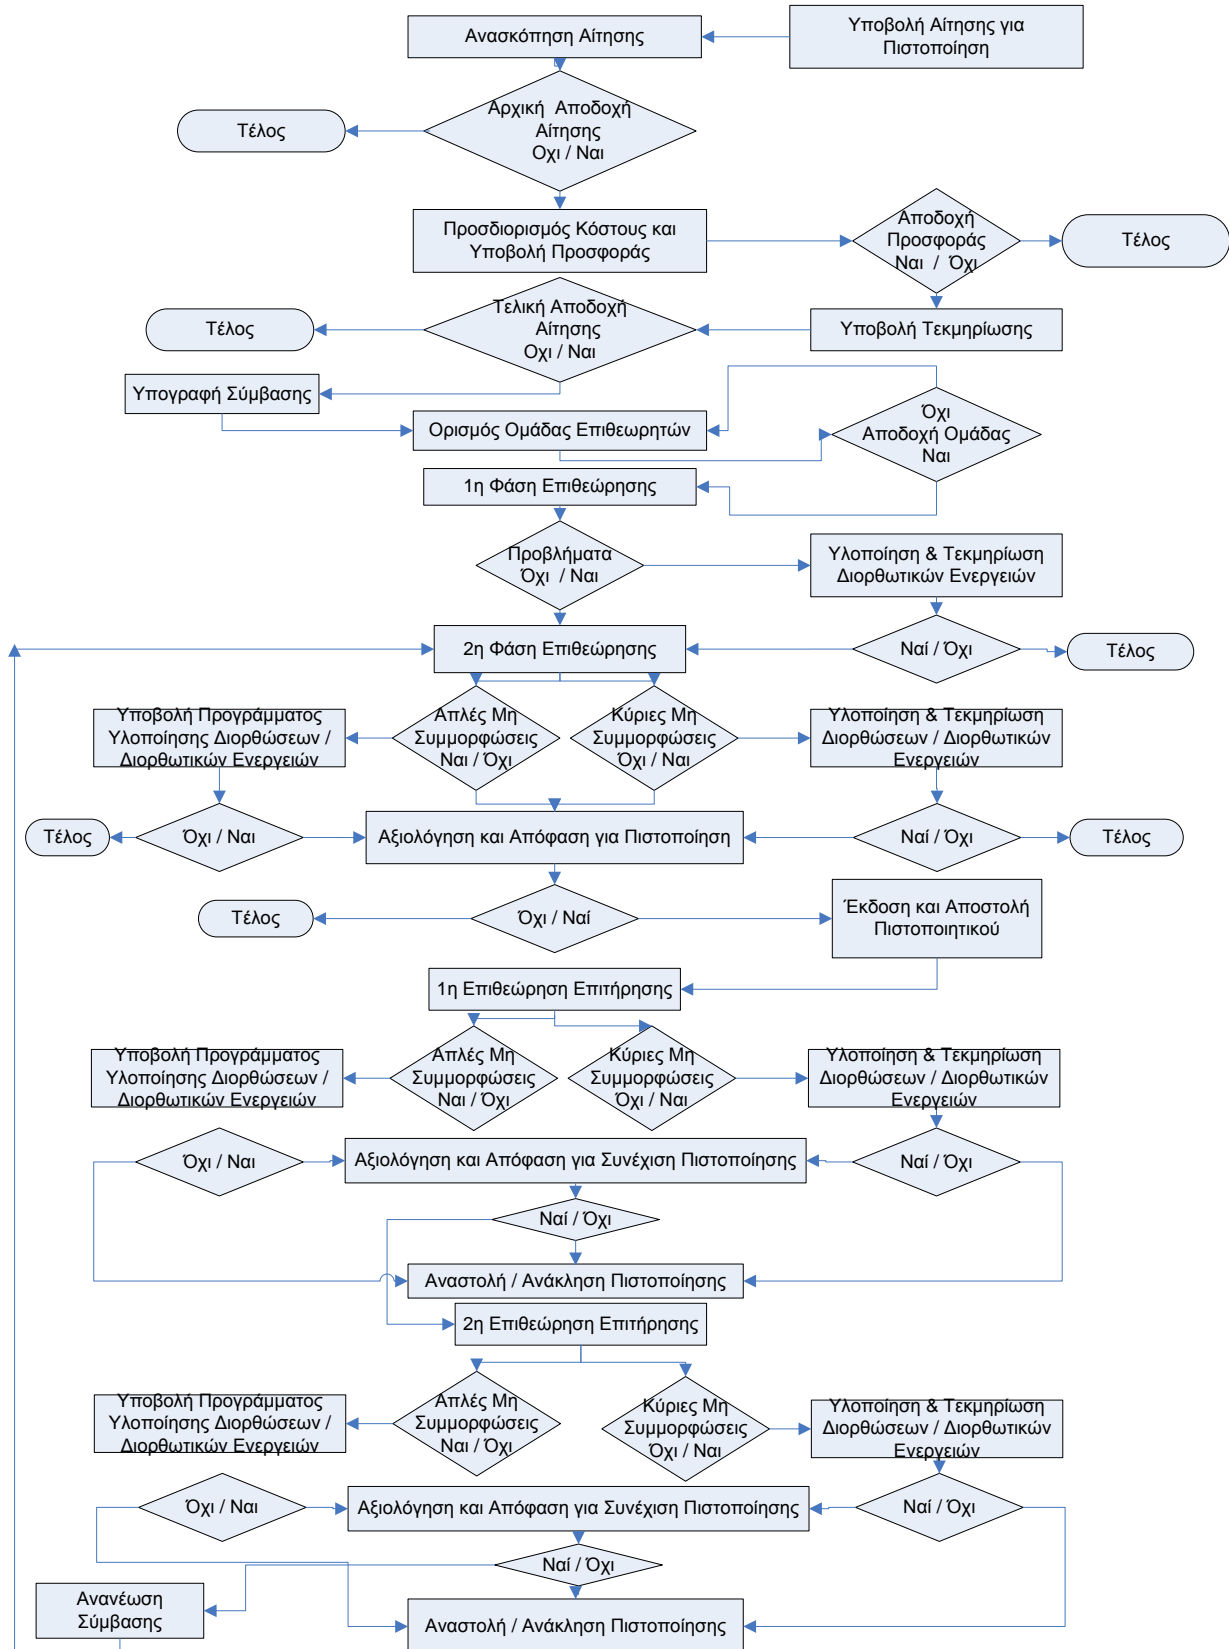 Ανασκόπηση Αίτησης
Υποβολή Αίτησης για
Πιστοποίηση
Αρχική Αποδοχή
Αίτησης
Οχι / Ναι
Τέλος
Προσδιορισμός Κόστους και
Υποβολή Προσφοράς
Αποδοχή
Προσφοράς
Ναι / Όχι
Τέλος
Τελική Αποδοχή
Αίτησης
Οχι / Ναι
Τέλος
Υποβολή Τεκμηρίωσης
Υπογραφή Σύμβασης
Ορισμός Ομάδας Επιθεωρητών
Όχι
Αποδοχή Ομάδας
Ναι
1η Φάση Επιθεώρησης
Προβλήματα
Όχι / Ναι
Υλοποίηση & Τεκμηρίωση
Διορθωτικών Ενεργειών
2η Φάση Επιθεώρησης
Ναί / Όχι
Τέλος
Υποβολή Προγράμματος
Υλοποίησης Διορθώσεων /
Διορθωτικών Ενεργειών
Απλές Μη
Συμμορφώσεις
Ναι / Όχι
Κύριες Μη
Συμμορφώσεις
Όχι / Ναι
Υλοποίηση & Τεκμηρίωση
Διορθώσεων / Διορθωτικών
Ενεργειών
Τέλος
Όχι / Ναι
Αξιολόγηση και Απόφαση για Πιστοποίηση
Ναί / Όχι
Τέλος
Τέλος
Όχι / Ναί
Έκδοση και Αποστολή
Πιστοποιητικού
1η Επιθεώρηση Επιτήρησης
Υποβολή Προγράμματος
Υλοποίησης Διορθώσεων /
Διορθωτικών Ενεργειών
Απλές Μη
Συμμορφώσεις
Ναι / Όχι
Κύριες Μη
Συμμορφώσεις
Όχι / Ναι
Υλοποίηση & Τεκμηρίωση
Διορθώσεων / Διορθωτικών
Ενεργειών
Όχι / Ναι
Αξιολόγηση και Απόφαση για Συνέχιση Πιστοποίησης
Ναί / Όχι
Ναί / Όχι
Αναστολή / Ανάκληση Πιστοποίησης
2η Επιθεώρηση Επιτήρησης
Υποβολή Προγράμματος
Υλοποίησης Διορθώσεων /
Διορθωτικών Ενεργειών
Απλές Μη
Συμμορφώσεις
Ναι / Όχι
Κύριες Μη
Συμμορφώσεις
Όχι / Ναι
Υλοποίηση & Τεκμηρίωση
Διορθώσεων / Διορθωτικών
Ενεργειών
Όχι / Ναι
Αξιολόγηση και Απόφαση για Συνέχιση Πιστοποίησης
Ναί / Όχι
Ναί / Όχι
Ανανέωση
Σύμβασης
Αναστολή / Ανάκληση Πιστοποίησης